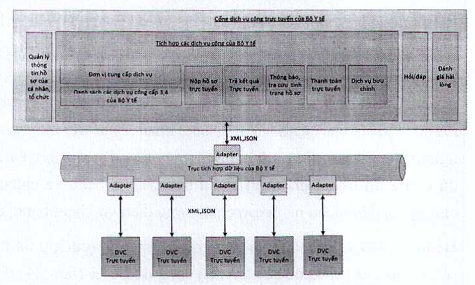 Cổng dịch vụ công trực tuyến của Bộ Y tế
Tích hợp các dịch vụ công của Bộ Y tế
Quản lý
thông
tin hồ
sơ của
cá nhân,
tổ chức
Đơn vị cung cấp dịch vụ
Danh sách các dịch vụ công cấp 3,4
của Bộ Y tế
Nộp hồ sơ
trực tuyến
Trả kết quả
Trực tuyến
Thông báo,
tra cứu tình
trạng hồ sơ
Thanh toán
trực tuyến
Dịch vụ bưu
chính
Hỏi/đáp
Đánh
giá hài
lòng
XML,JSON
Adapter
Trục tích hợp dữ liệu của Bộ Y tế
Adapter
Adapter
Adapter
Adapter
Adapter
XML,JSON
DVC
Trực tuyến
DVC
Trực tuyến
DVC
Trực tuyến
DVC
Trực tuyến
DVC
Trực tuyến